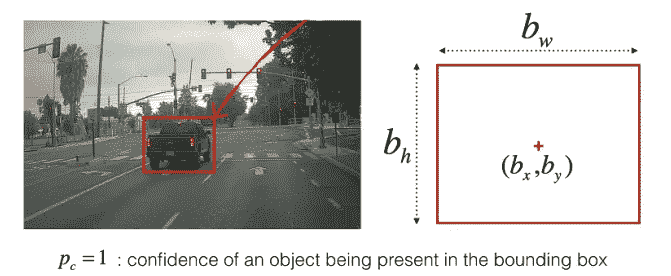 b_w
b_h
(b_x,b_y)
p_c = 1 : confidence of an object being present in the bounding box